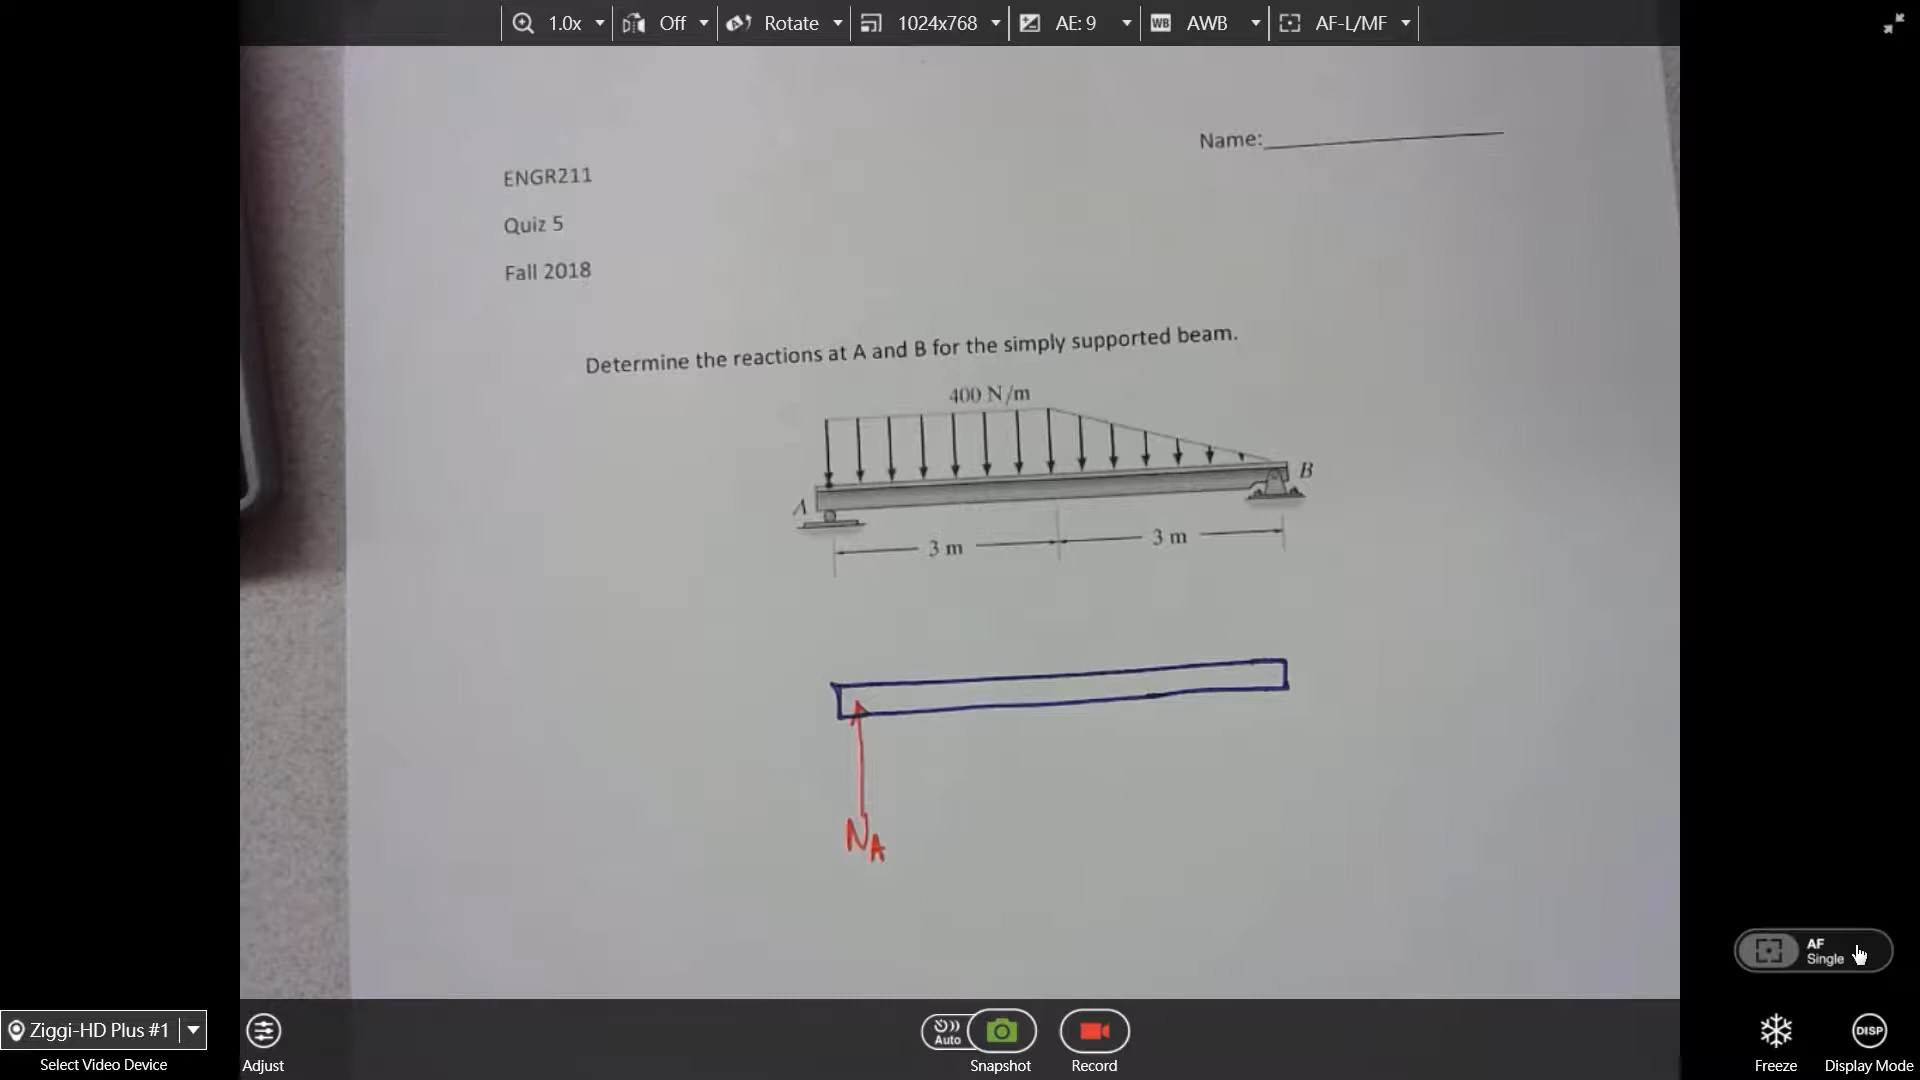 1.0x Off Rotate 1024x768 AE: 9 WB AWB AF-L/MF
Name:
ENGR211
Quiz 5
Fall 2018
Determine the reactions at A and B for the simply supported beam.
400 N/m
A
B
3 m
3 m
NA
AF
Single
Ziggi-HD Plus #1
Select Video Device
Adjust
Auto
Snapshot
Record
Freeze
DISP
Display Mode